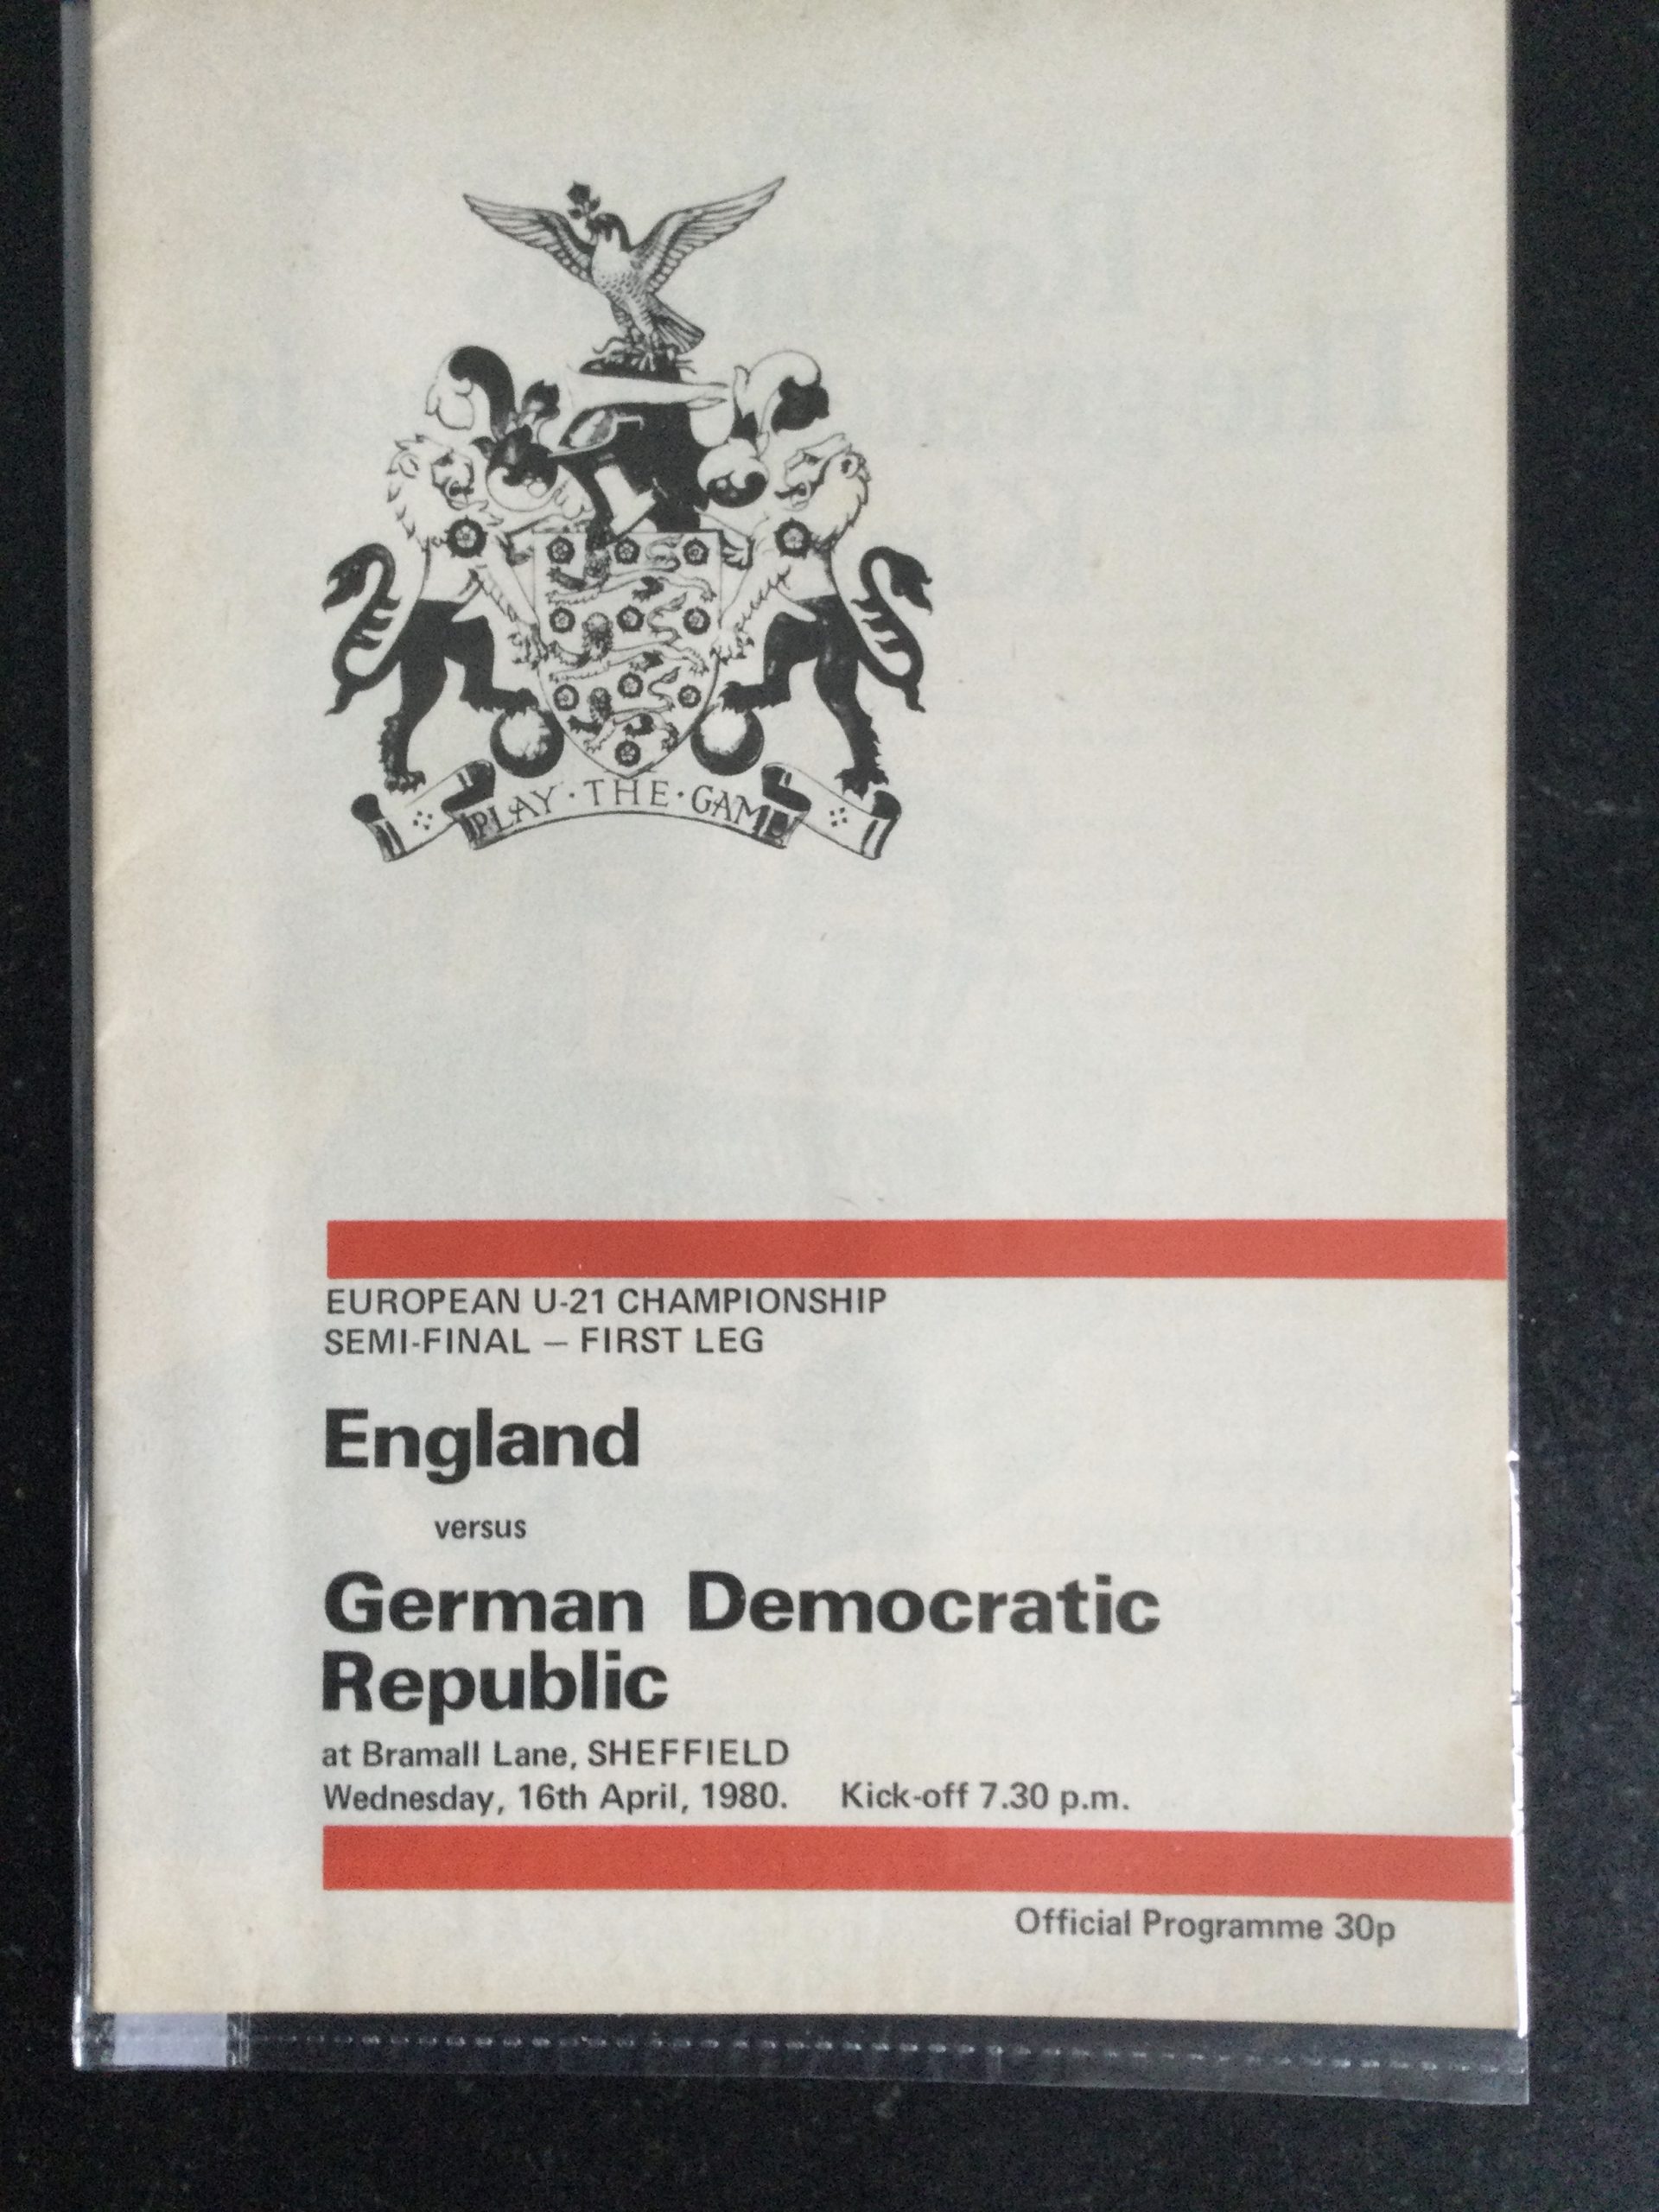 PLAY · THE · GAME
EUROPEAN U-21 CHAMPIONSHIP
SEMI-FINAL – FIRST LEG
England
versus
German Democratic
Republic
at Bramall Lane, SHEFFIELD
Wednesday, 16th April, 1980. Kick-off 7.30 p.m.
Official Programme 30p